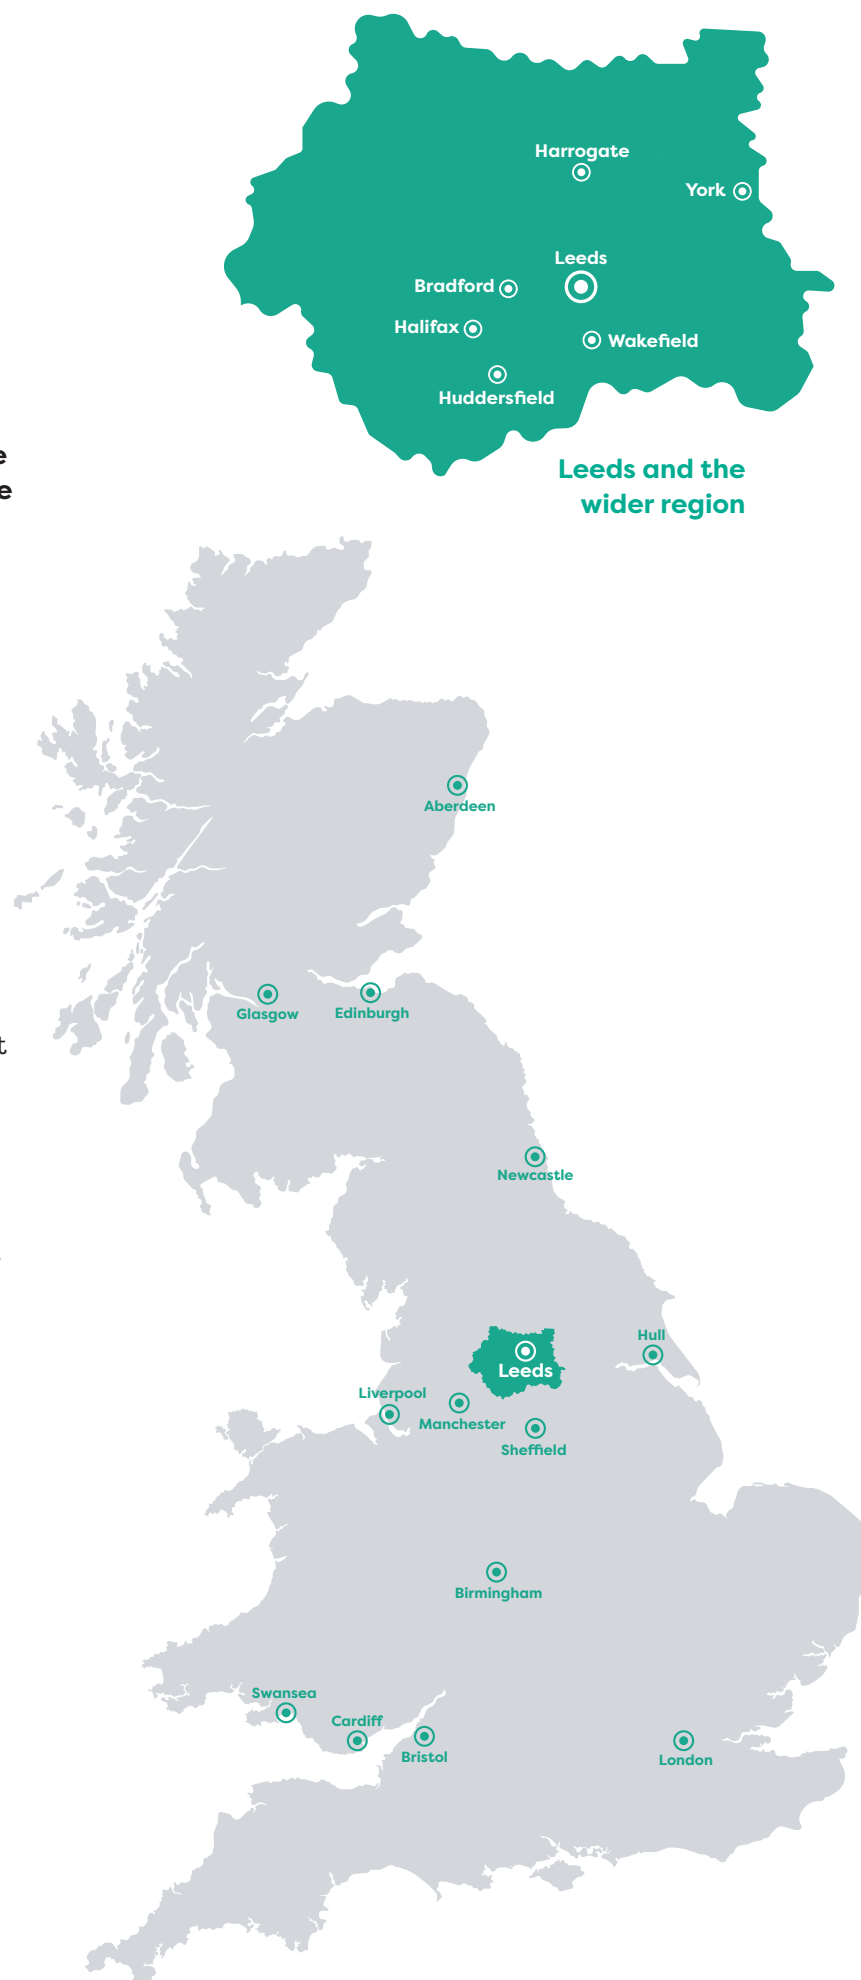 Harrogate
York
Leeds
Bradford
Halifax
Wakefield
Huddersfield
Leeds and the
wider region
Aberdeen
Glasgow
Edinburgh
Newcastle
Hull
Leeds
Liverpool
Manchester
Sheffield
Birmingham
Swansea
Cardiff
Bristol
London